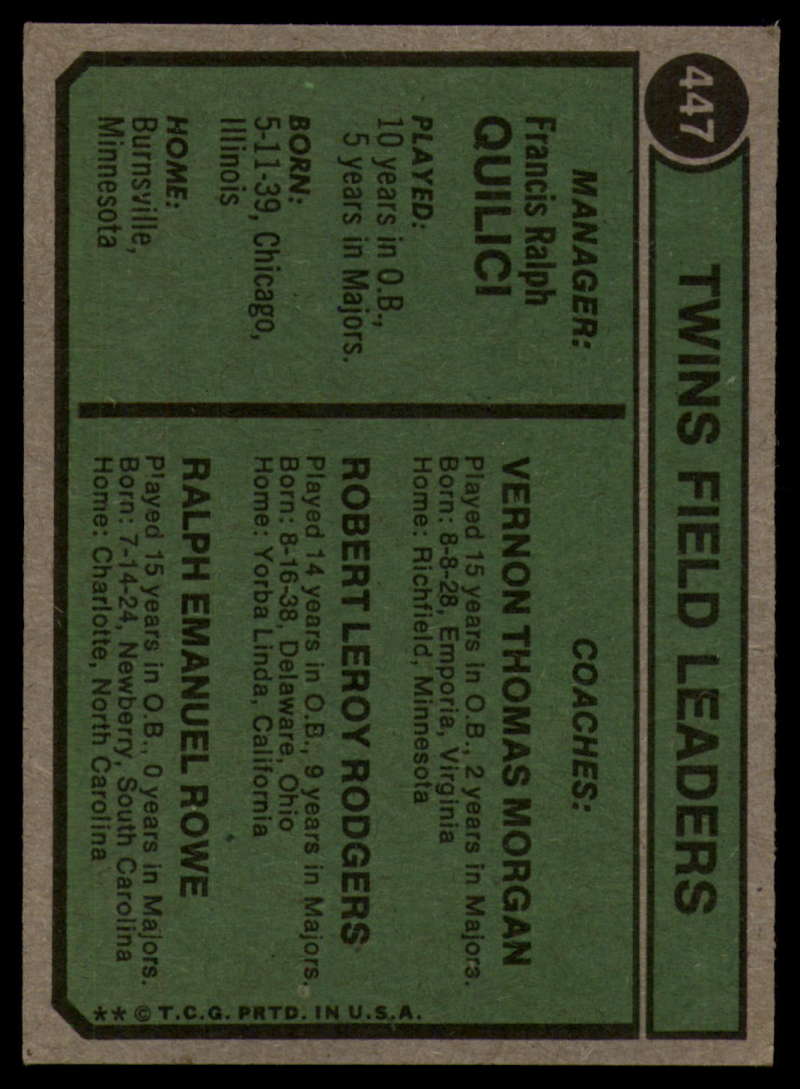 447
TWINS FIELD LEADERS
MANAGER:
Francis Ralph
QUILICI
PLAYED:
10 years in O.B.,
5 years in Majors.
BORN:
5-11-39, Chicago,
Illinois
HOME:
Burnsville,
Minnesota
COACHES:
VERNON THOMAS MORGAN
Played 15 years in O.B., 2 years in Majors.
Born: 8-8-28, Emporia, Virginia
Home: Richfield, Minnesota
ROBERT LEROY RODGERS
Played 14 years in O.B., 9 years in Majors.
Born: 8-16-38, Delaware, Ohio
Home: Yorba Linda, California
RALPH EMANUEL ROWE
Played 15 years in O.B., 0 years in Majors.
Born: 7-14-24, Newberry, South Carolina
Home: Charlotte, North Carolina
** © T.C.G. PRTD. IN U.S.A.